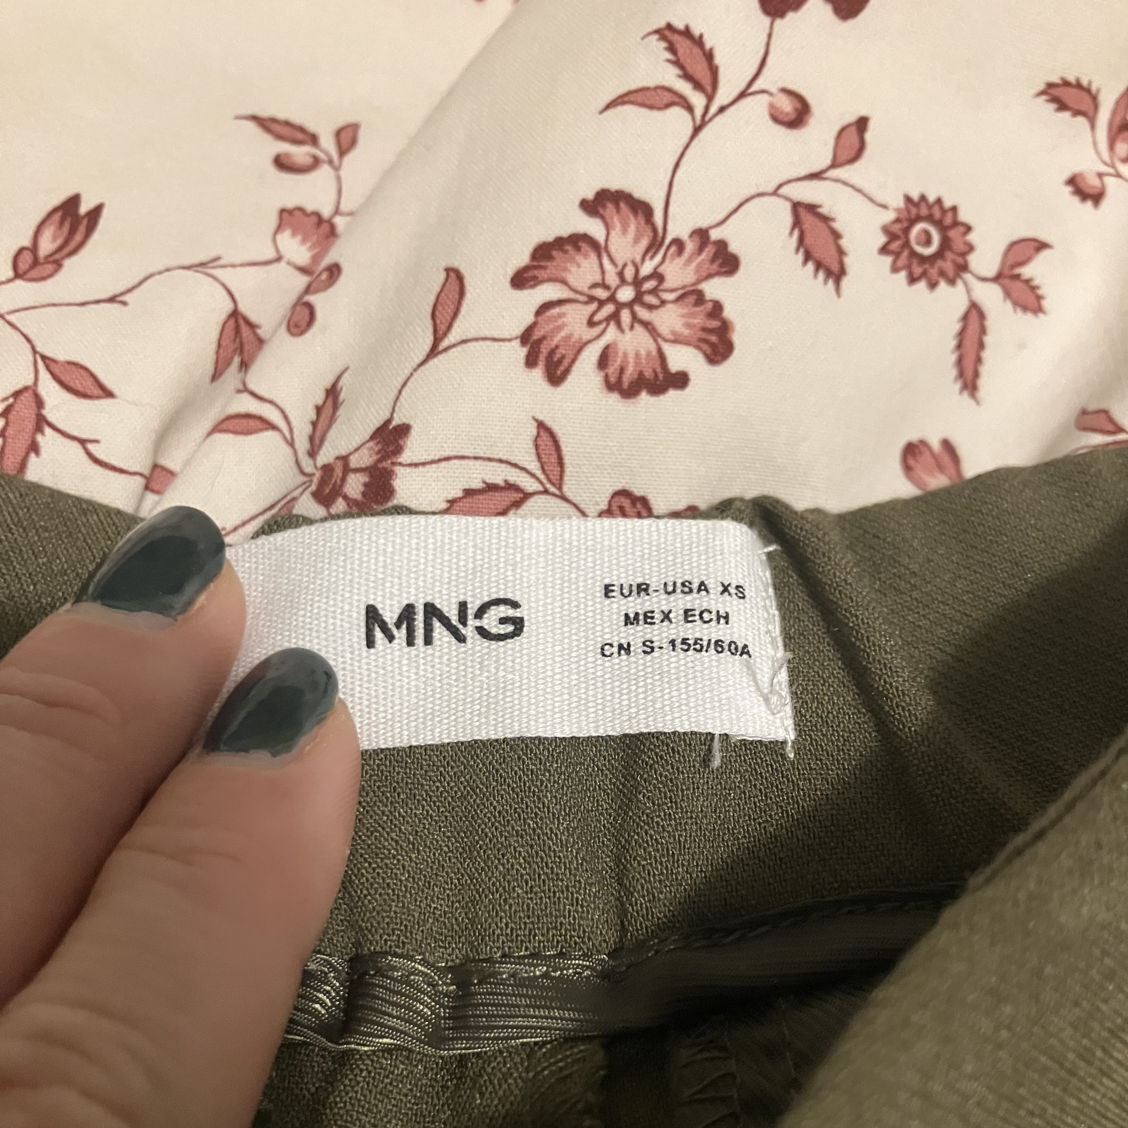 MNG
EUR-USA XS
MEX ECH
CN S-155/60A